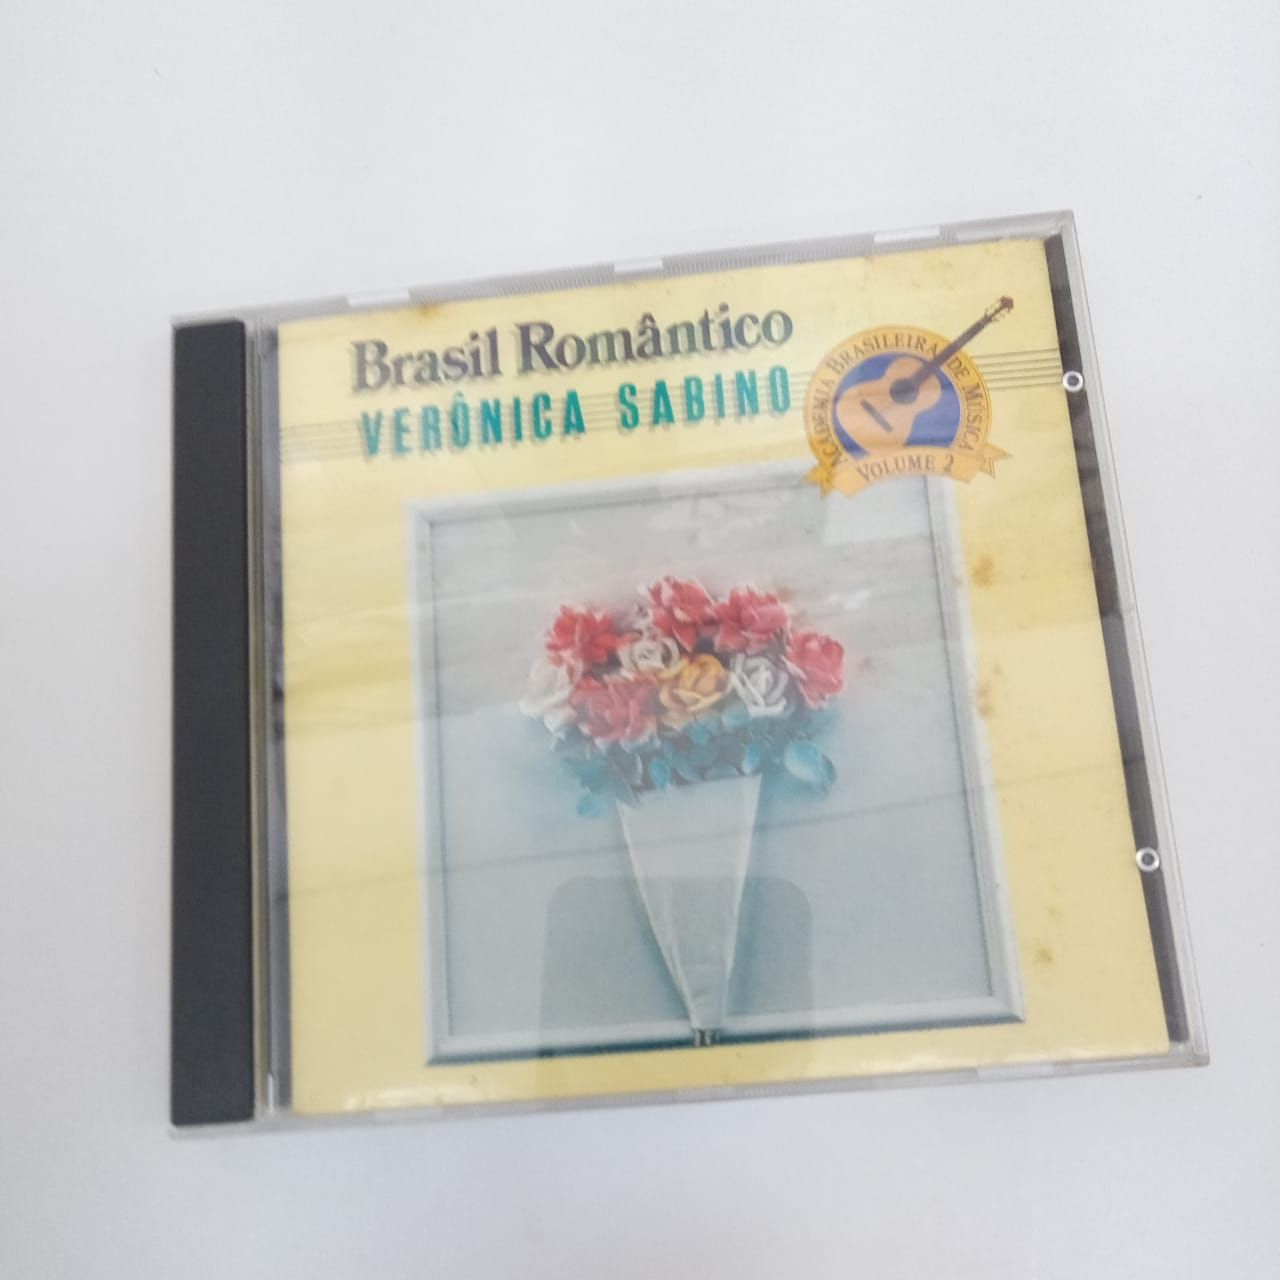 Brasil Romântico
VERÔNICA SABINO
ACADEMIA BRASILEIRA DE MÚSICA
VOLUME 2